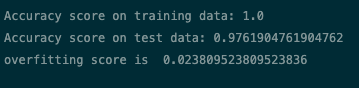 Accuracy score on training data: 1.0
Accuracy score on test data: 0.9761904761904762
overfitting score is  0.023809523809523836